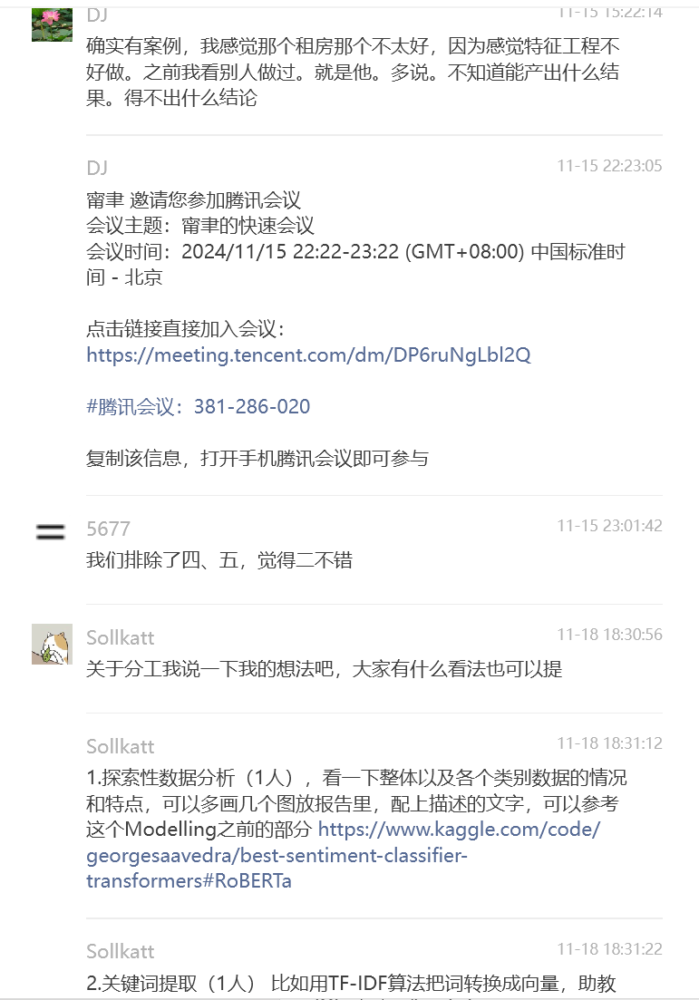 DJ
11-15 15:22:14
确实有案例，我感觉那个租房那个不太好，因为感觉特征工程不
好做。之前我看别人做过。就是他。多说。不知道能产出什么结
果。得不出什么结论
DJ
11-15 22:23:05
甯聿 邀请您参加腾讯会议
会议主题：甯聿的快速会议
会议时间：2024/11/15 22:22-23:22 (GMT+08:00) 中国标准时
间 - 北京
点击链接直接加入会议：
https://meeting.tencent.com/dm/DP6ruNgLbl2Q
#腾讯会议：381-286-020
复制该信息，打开手机腾讯会议即可参与
5677
11-15 23:01:42
我们排除了四、五，觉得二不错
Sollkatt
11-18 18:30:56
关于分工我说一下我的想法吧，大家有什么看法也可以提
Sollkatt
11-18 18:31:12
1.探索性数据分析（1人），看一下整体以及各个类别数据的情况
和特点，可以多画几个图放报告里，配上描述的文字，可以参考
这个Modelling之前的部分 https://www.kaggle.com/code/
georgesaavedra/best-sentiment-classifier-
transformers#RoBERTa
Sollkatt
11-18 18:31:22
2.关键词提取（1人） 比如用TF-IDF算法把词转换成向量，助教